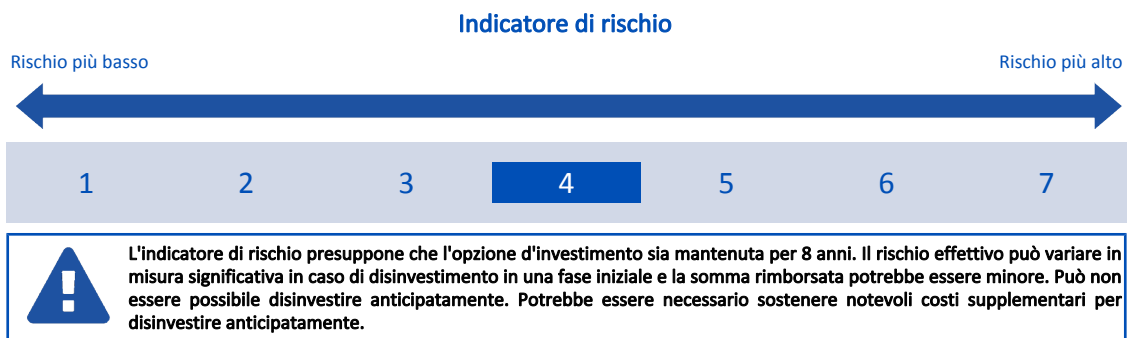 Indicatore di rischio
Rischio più basso
Rischio più alto
1 2 3 4 5 6 7
L'indicatore di rischio presuppone che l'opzione d'investimento sia mantenuta per 8 anni. Il rischio effettivo può variare in
misura significativa in caso di disinvestimento in una fase iniziale e la somma rimborsata potrebbe essere minore. Può non
essere possibile disinvestire anticipatamente. Potrebbe essere necessario sostenere notevoli costi supplementari per
disinvestire anticipatamente.